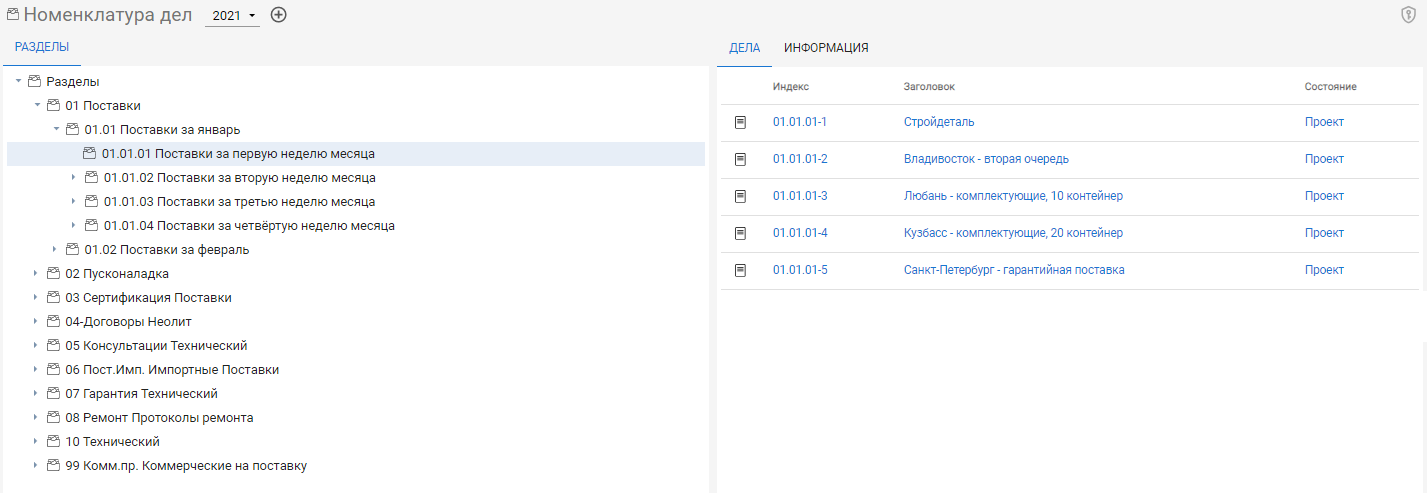 Номенклатура дел 2021
РАЗДЕЛЫ
Разделы
01 Поставки
01.01 Поставки за январь
01.01.01 Поставки за первую неделю месяца
01.01.02 Поставки за вторую неделю месяца
01.01.03 Поставки за третью неделю месяца
01.01.04 Поставки за четвёртую неделю месяца
01.02 Поставки за февраль
02 Пусконаладка
03 Сертификация Поставки
04-Договоры Неолит
05 Консультации Технический
06 Пост.Имп. Импортные Поставки
07 Гарантия Технический
08 Ремонт Протоколы ремонта
10 Технический
99 Комм.пр. Коммерческие на поставку
ДЕЛА ИНФОРМАЦИЯ
Индекс Заголовок Состояние
01.01.01-1 Стройдеталь Проект
01.01.01-2 Владивосток - вторая очередь Проект
01.01.01-3 Любань - комплектующие, 10 контейнер Проект
01.01.01-4 Кузбасс - комплектующие, 20 контейнер Проект
01.01.01-5 Санкт-Петербург - гарантийная поставка Проект